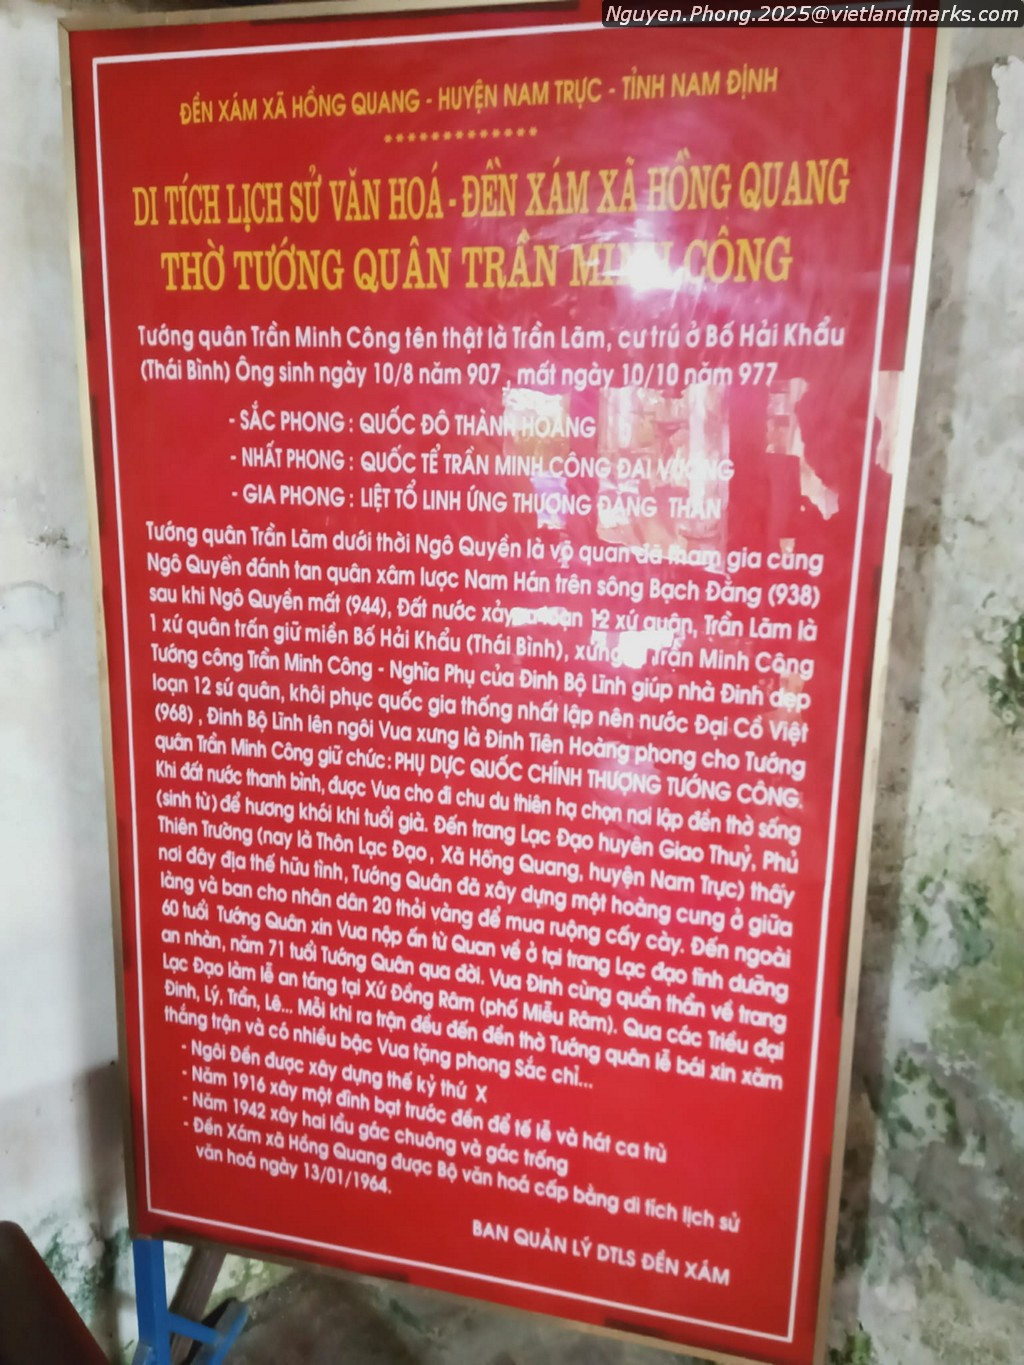 Nguyen.Phong.2025@vietlandmarks.com
ĐỀN XÁM XÃ HỒNG QUANG - HUYỆN NAM TRỰC - TỈNH NAM ĐỊNH
*************
DI TÍCH LỊCH SỬ VĂN HOÁ - ĐỀN XÁM XÃ HỒNG QUANG
THỜ TƯỚNG QUÂN TRẦN MINH CÔNG
Tướng quân Trần Minh Công tên thật là Trần Lãm, cư trú ở Bố Hải Khẩu
(Thái Bình) Ông sinh ngày 10/8 năm 907 , mất ngày 10/10 năm 977
- SẮC PHONG : QUỐC ĐÔ THÀNH HOÀNG
- NHẤT PHONG : QUỐC TỂ TRẦN MINH CÔNG ĐẠI VƯƠNG
- GIA PHONG : LIỆT TỔ LINH ỨNG THƯỢNG ĐẲNG THẦN
Tướng quân Trần Lãm dưới thời Ngô Quyền là võ quan đã tham gia cùng
Ngô Quyền đánh tan quân xâm lược Nam Hán trên sông Bạch Đằng (938)
sau khi Ngô Quyền mất (944), Đất nước xảy loạn 12 xứ quân, Trần Lãm là
1 xứ quân trấn giữ miền Bố Hải Khẩu (Thái Bình), xưng Trần Minh Công
Tướng công Trần Minh Công - Nghĩa Phụ của Đinh Bộ Lĩnh giúp nhà Đinh dẹp
loạn 12 sứ quân, khôi phục quốc gia thống nhất lập nên nước Đại Cồ Việt
(968) , Đinh Bộ Lĩnh lên ngôi Vua xưng là Đinh Tiên Hoàng phong cho Tướng
quân Trần Minh Công giữ chức : PHỤ DỰC QUỐC CHÍNH THƯỢNG TƯỚNG CÔNG.
Khi đất nước thanh bình, được Vua cho đi chu du thiên hạ chọn nơi lập đền thờ sống
(sinh từ) để hương khói khi tuổi già. Đến trang Lạc Đạo huyện Giao Thuỷ, Phủ
Thiên Trường (nay là Thôn Lạc Đạo , Xã Hồng Quang, huyện Nam Trực) thấy
nơi đây địa thế hữu tình, Tướng Quân đã xây dựng một hoàng cung ở giữa
làng và ban cho nhân dân 20 thỏi vàng để mua ruộng cấy cày. Đến ngoài
60 tuổi Tướng Quân xin Vua nộp ấn từ Quan về ở tại trang Lạc đạo tĩnh dưỡng
an nhàn, năm 71 tuổi Tướng Quân qua đời. Vua Đinh cùng quần thần về trang
Lạc Đạo làm lễ an táng tại Xứ Đồng Râm (phố Miễu Râm). Qua các Triều đại
Đinh, Lý, Trần, Lê... Mỗi khi ra trận đều đến đền thờ Tướng quân lễ bái xin xăm
thắng trận và có nhiều bậc Vua tặng phong Sắc chỉ...
- Ngôi Đền được xây dựng thế kỷ thứ X
- Năm 1916 xây một đình bạt trước đền để tế lễ và hát ca trù
- Năm 1942 xây hai lầu gác chuông và gác trống
- Đền Xám xã Hồng Quang được Bộ văn hoá cấp bằng di tích lịch sử
văn hoá ngày 13/01/1964.
BAN QUẢN LÝ DTLS ĐỀN XÁM